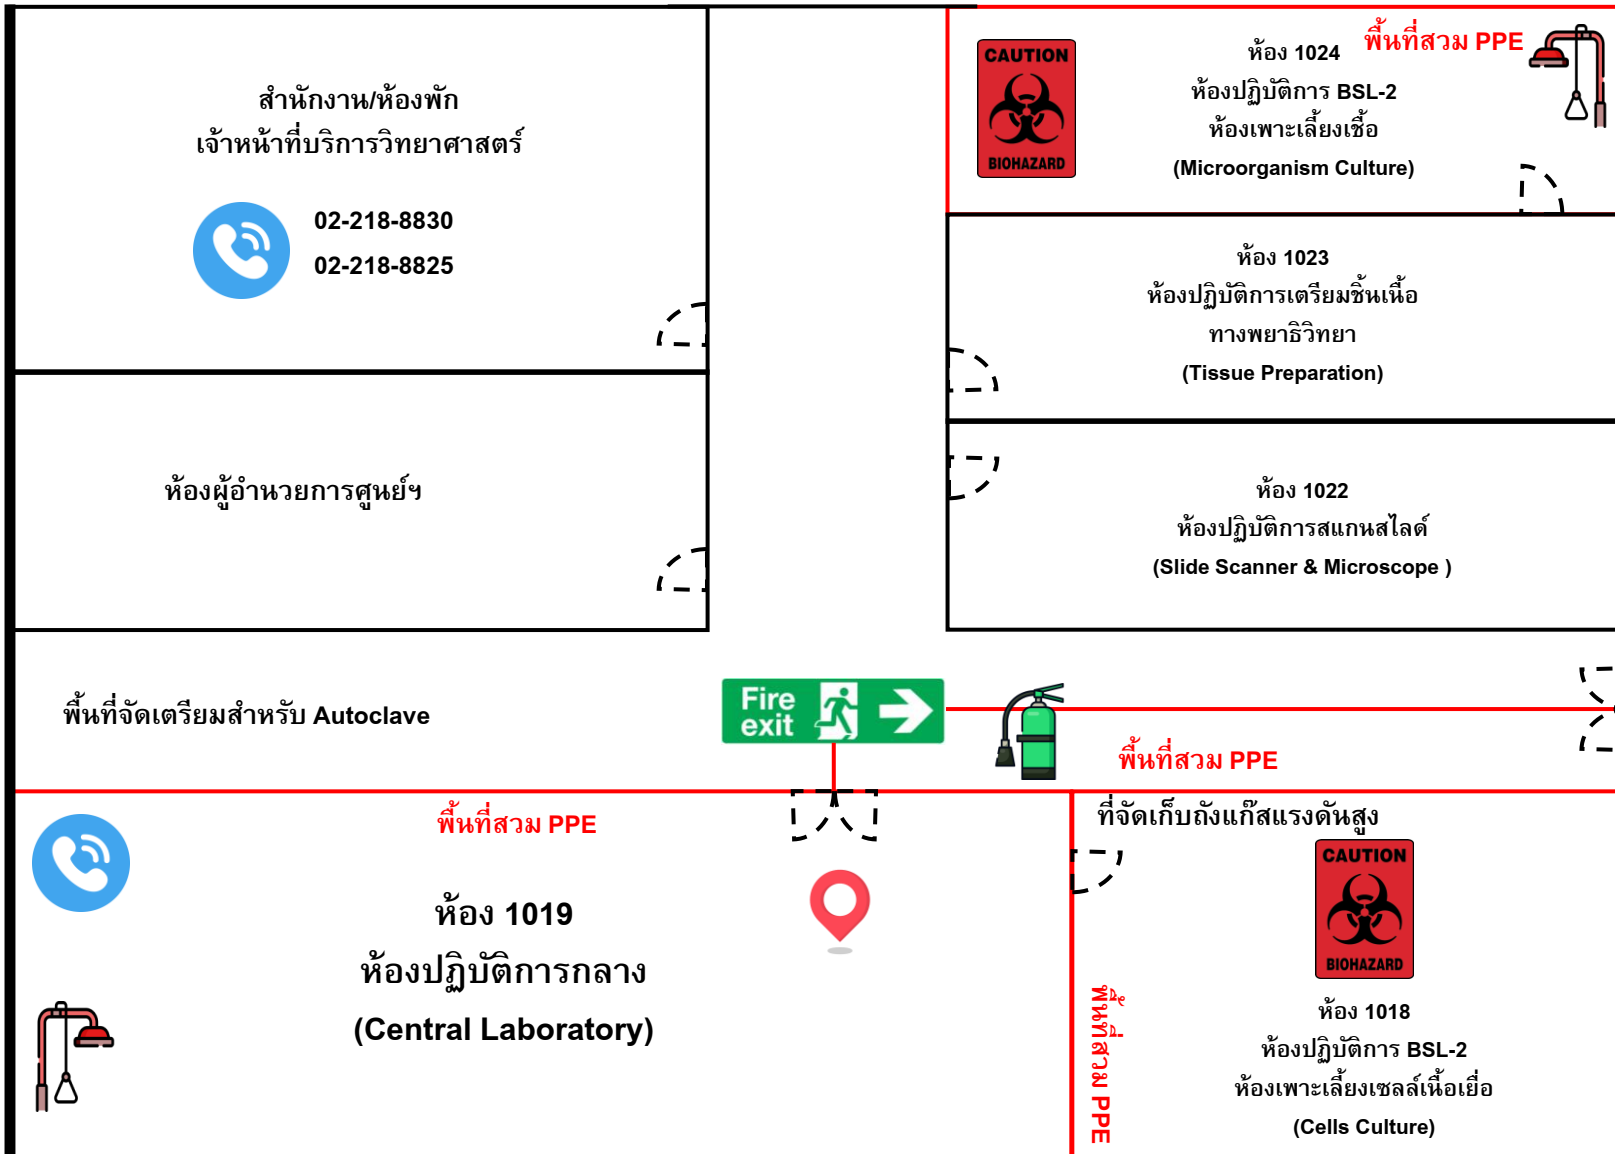 สำนักงาน/ห้องพัก
เจ้าหน้าที่บริการวิทยาศาสตร์
02-218-8830
02-218-8825
CAUTION
BIOHAZARD
พื้นที่สวม PPE
ห้อง 1024
ห้องปฏิบัติการ BSL-2
ห้องเพาะเลี้ยงเชื้อ
(Microorganism Culture)
ห้อง 1023
ห้องปฏิบัติการเตรียมชิ้นเนื้อ
ทางพยาธิวิทยา
(Tissue Preparation)
ห้องผู้อำนวยการศูนย์ฯ
ห้อง 1022
ห้องปฏิบัติการสแกนสไลด์
(Slide Scanner & Microscope )
พื้นที่จัดเตรียมสำหรับ Autoclave
Fire
exit
พื้นที่สวม PPE
พื้นที่สวม PPE
ห้อง 1019
ห้องปฏิบัติการกลาง
(Central Laboratory)
ที่จัดเก็บถังแก๊สแรงดันสูง
CAUTION
BIOHAZARD
พื้นที่สวม PPE
ห้อง 1018
ห้องปฏิบัติการ BSL-2
ห้องเพาะเลี้ยงเซลล์เนื้อเยื่อ
(Cells Culture)